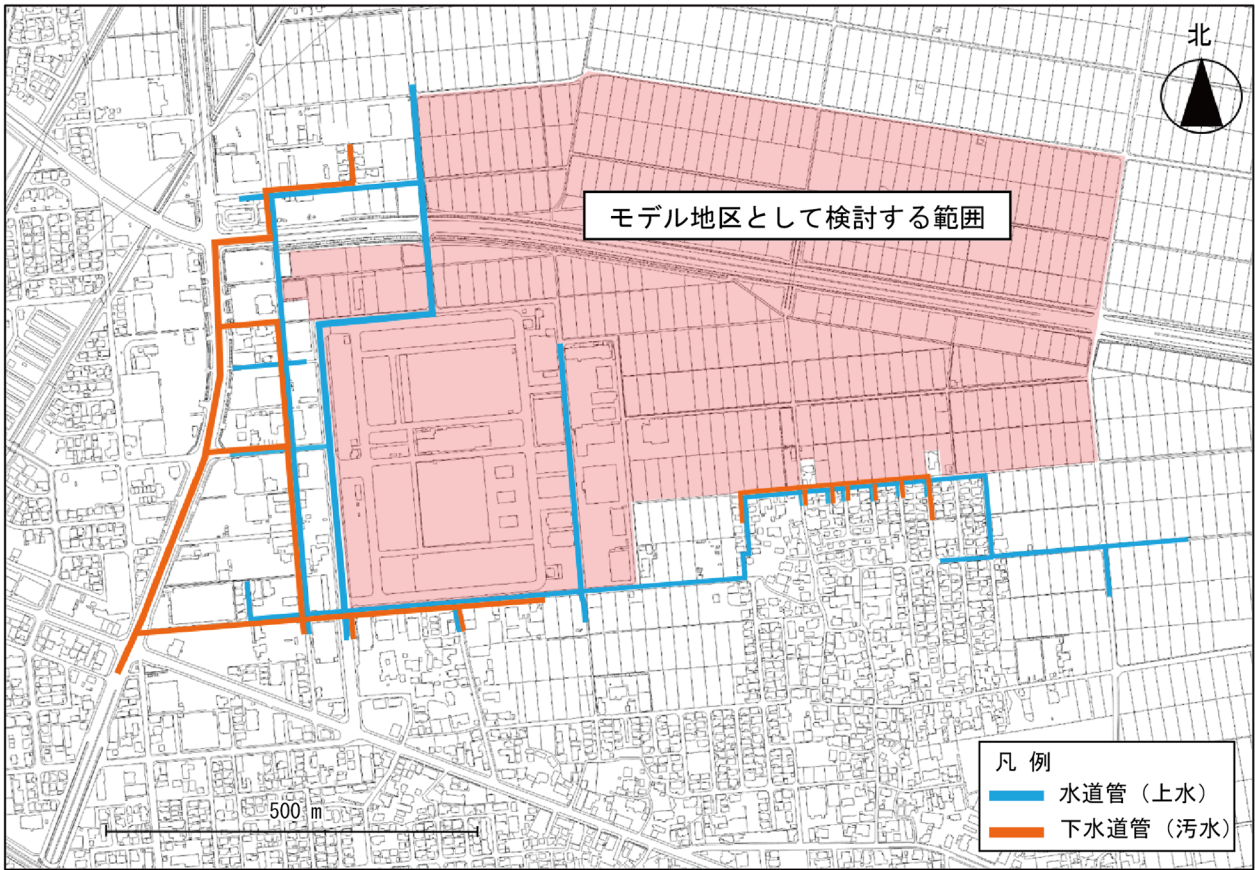 北
モデル地区として検討する範囲
500 m
凡 例
水道管（上水）
下水道管（汚水）